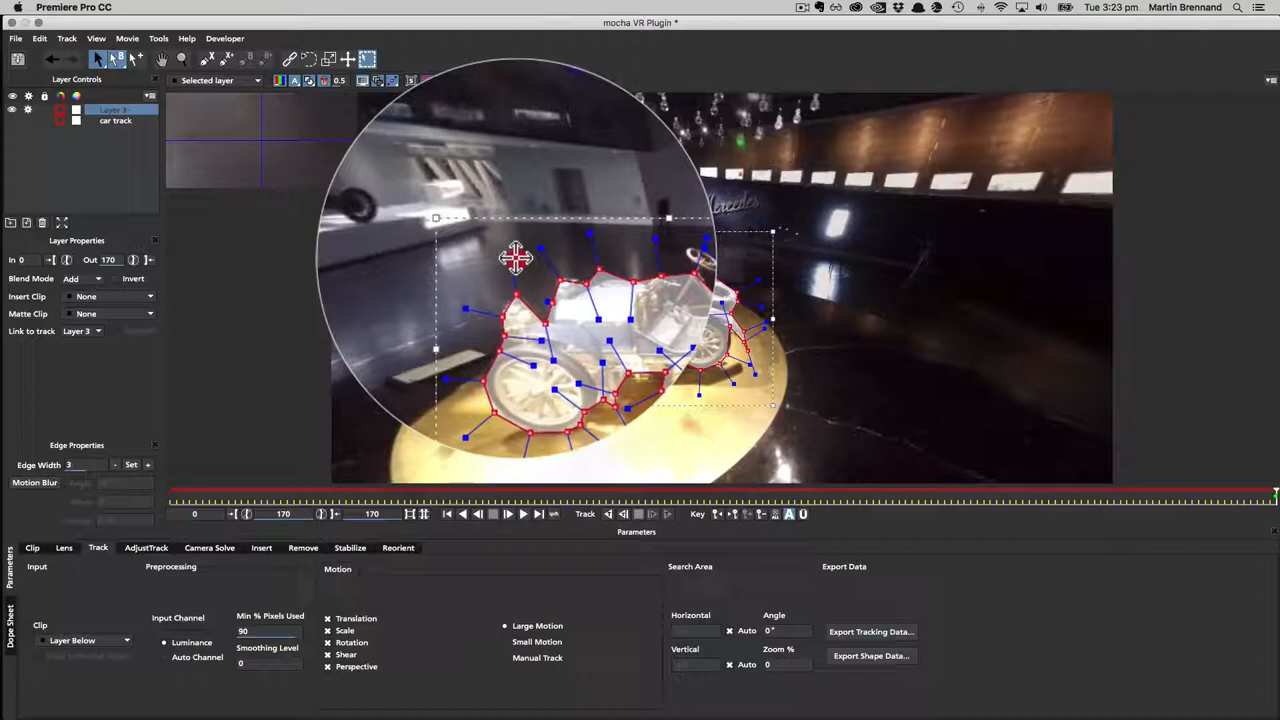 Premiere Pro CC
Tue 3:23 pm Martin Brennand
mocha VR Plugin *
File Edit Track View Movie Tools Help Developer
Layer Controls
Selected layer
0.5
Layer 3
car track
Mercedes
Layer Properties
In 0 Out 170
Blend Mode Add Invert
Insert Clip None
Matte Clip None
Link to track Layer 3
Edge Properties
Edge Width 3 - Set +
Motion Blur
0 170 170 Track Key A Ü
Parameters
Clip Lens Track AdjustTrack Camera Solve Insert Remove Stabilize Reorient
Parameters
Dope Sheet
Input Preprocessing Motion Search Area Export Data
Input Channel Min % Pixels Used
Clip
Layer Below
Luminance
90
Auto Channel
Smoothing Level
0
Translation
Scale
Rotation
Shear
Perspective
Large Motion
Small Motion
Manual Track
Horizontal Angle
Auto 0° Export Tracking Data...
Vertical Zoom %
Auto 0 Export Shape Data...